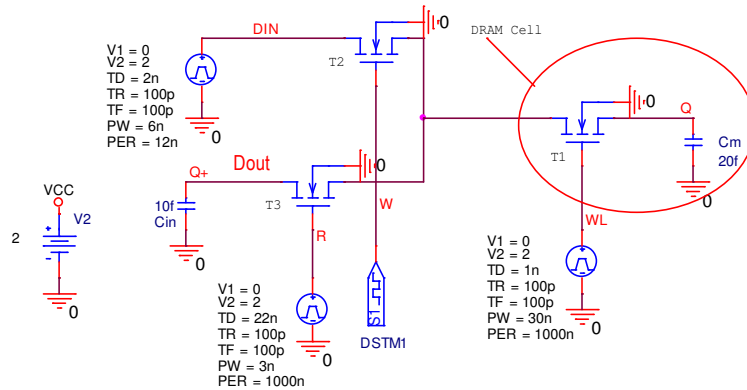 DIN
0
DRAM Cell
T2
V1 = 0
V2 = 2
TD = 2n
TR = 100p
TF = 100p
PW = 6n
PER = 12n
0
0
Q
T1
Cm
20f
0
Dout
0
Q+
10f
Cin
T3
W
0
VCC
V2
2
0
R
WL
V1 = 0
V2 = 2
TD = 22n
TR = 100p
TF = 100p
PW = 3n
PER = 1000n
0
S1
DSTM1
V1 = 0
V2 = 2
TD = 1n
TR = 100p
TF = 100p
PW = 30n
PER = 1000n
0